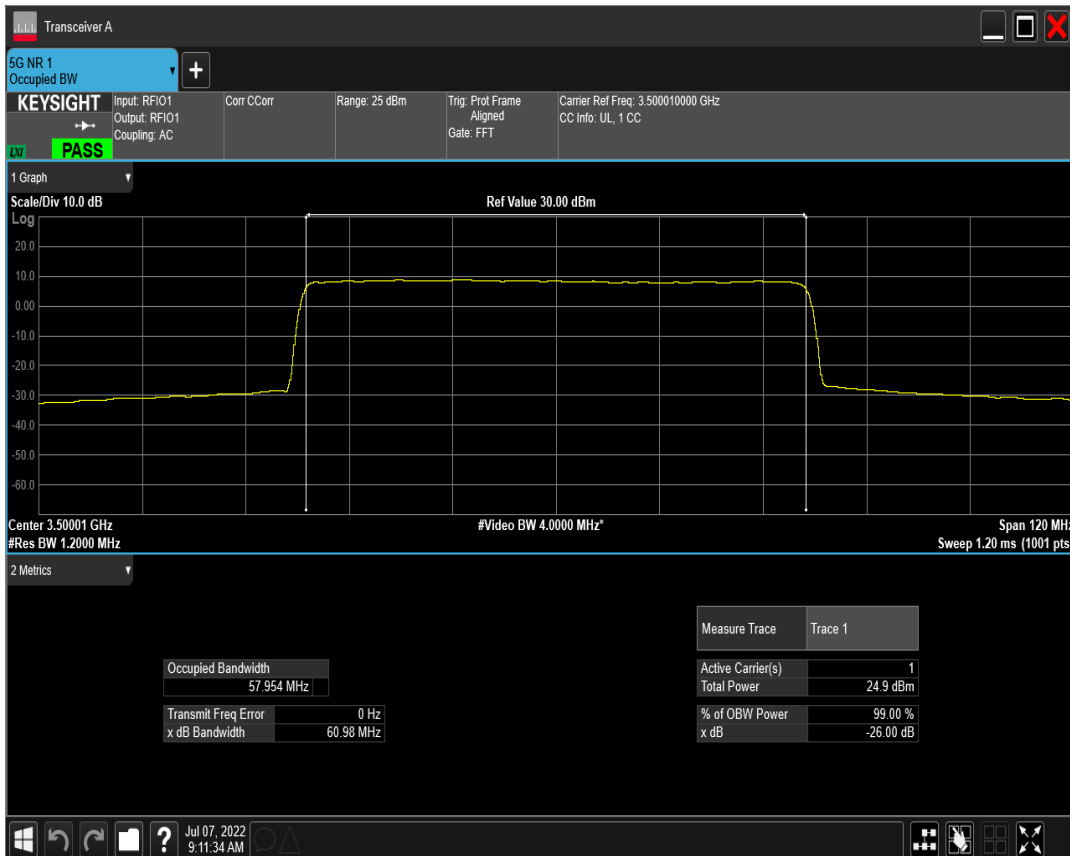 Transceiver A
5G NR 1
Occupied BW
+
KEYSIGHT
LXI
PASS
Input: RFIO1
Output: RFIO1
Coupling: AC
Corr CCorr
Range: 25 dBm
Trig: Prot Frame
Aligned
Gate: FFT
Carrier Ref Freq: 3.500010000 GHz
CC Info: UL, 1 CC
1 Graph
Scale/Div 10.0 dB
Ref Value 30.00 dBm
Log
20.0
10.0
0.00
-10.0
-20.0
-30.0
-40.0
-50.0
-60.0
Center 3.50001 GHz
#Video BW 4.0000 MHz*
Span 120 MHz
#Res BW 1.2000 MHz
Sweep 1.20 ms (1001 pts
2 Metrics
Measure Trace Trace 1
Occupied Bandwidth
57.954 MHz
Active Carrier(s) 1
Total Power 24.9 dBm
Transmit Freq Error 0 Hz
x dB Bandwidth 60.98 MHz
% of OBW Power 99.00 %
x dB -26.00 dB
?
Jul 07, 2022
9:11:34 AM